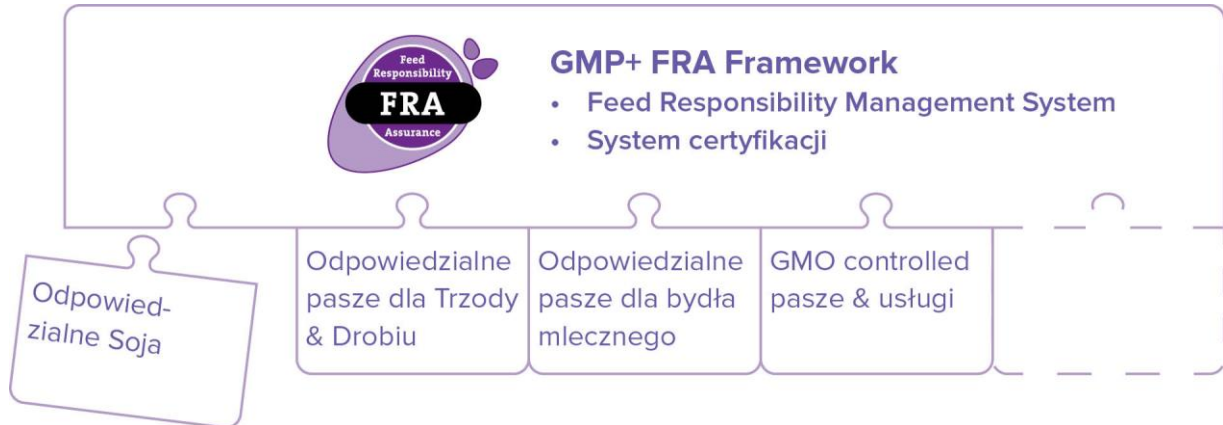 Feed
Responsibility
FRA
Assurance
GMP+ FRA Framework
• Feed Responsibility Management System
• System certyfikacji
Odpowied-
zialne Soja
Odpowiedzialne
pasze dla Trzody
& Drobiu
Odpowiedzialne
pasze dla bydła
mlecznego
GMO controlled
pasze & usługi